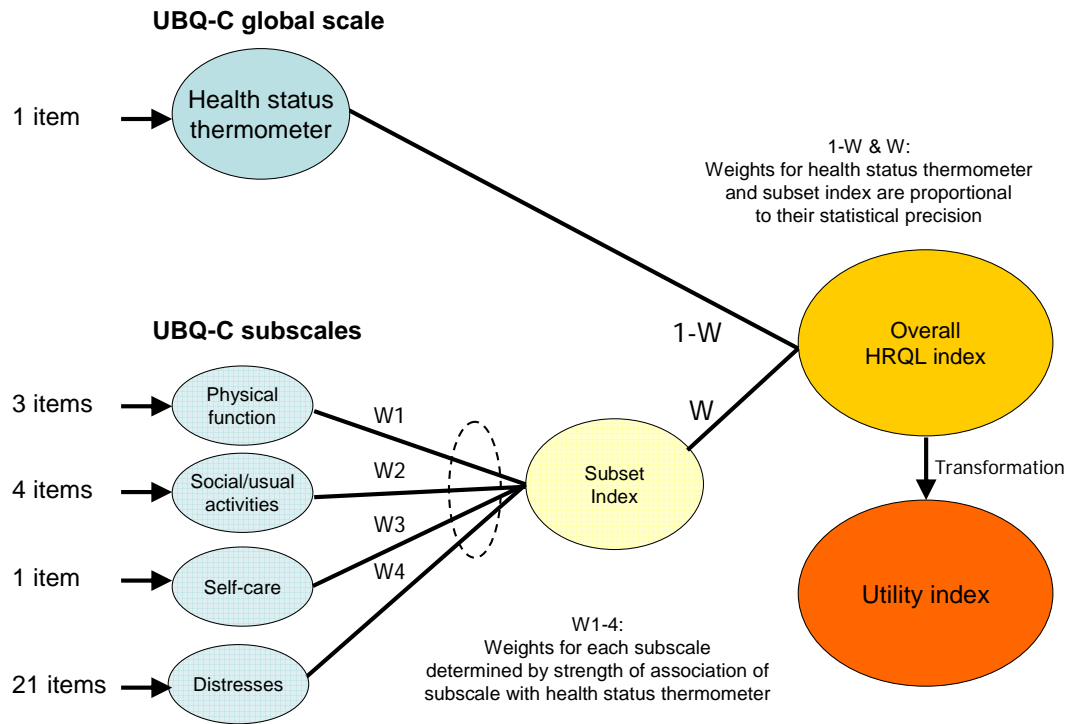 UBQ-C global scale
1 item
Health status
thermometer
1-W & W:
Weights for health status thermometer
and subset index are proportional
to their statistical precision
UBQ-C subscales
1-W
Overall
HRQL index
3 items
Physical
function
W1
W
4 items
Social/usual
activities
W2
Subset
Index
Transformation
W3
1 item
Self-care
W4
Utility index
W1-4:
Weights for each subscale
determined by strength of association of
subscale with health status thermometer
21 items
Distresses